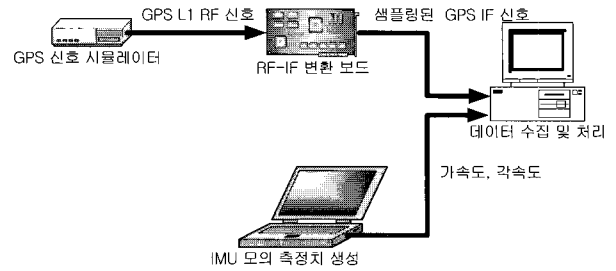 GPS L1 RF 신호
샘플링된 GPS IF 신호
GPS 신호 시뮬레이터
RF-IF 변환 보드
데이터 수집 및 처리
가속도, 각속도
IMU 모의 측정치 생성